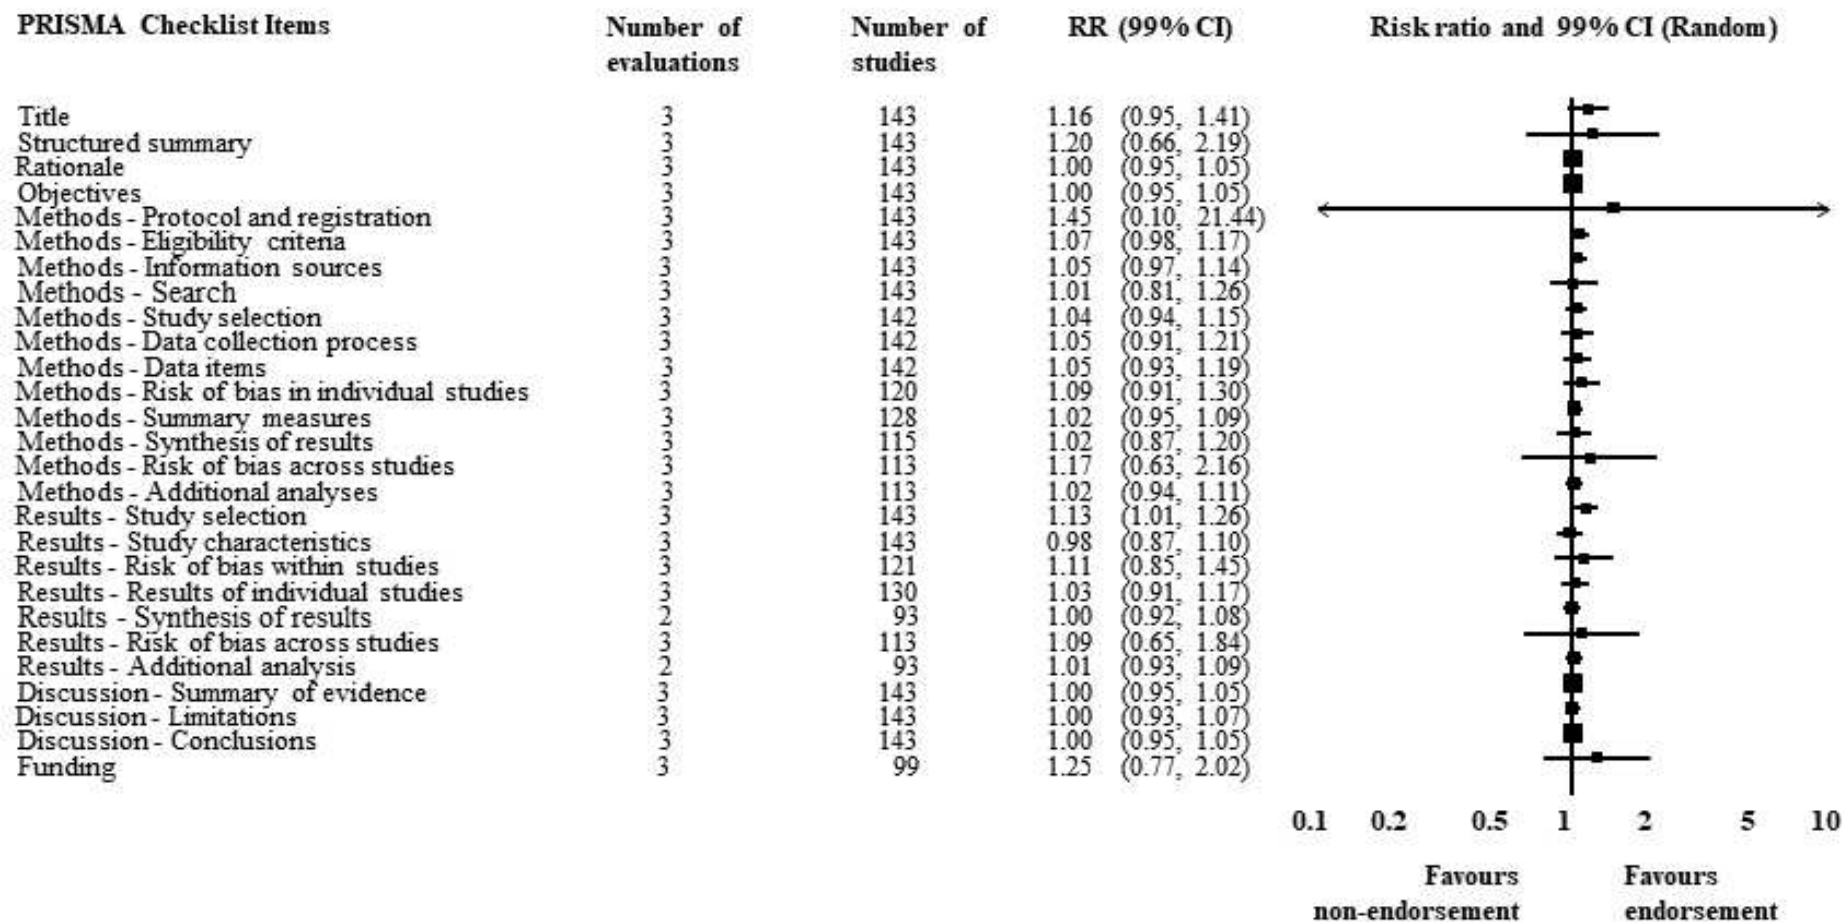 PRISMA Checklist Items Number of evaluations Number of studies RR (99% CI) Risk ratio and 99% CI (Random)
Title 3 143 1.16 (0.95, 1.41)
Structured summary 3 143 1.20 (0.66, 2.19)
Rationale 3 143 1.00 (0.95, 1.05)
Objectives 3 143 1.00 (0.95, 1.05)
Methods - Protocol and registration 3 143 1.45 (0.10, 21.44)
Methods - Eligibility criteria 3 143 1.07 (0.98, 1.17)
Methods - Information sources 3 143 1.05 (0.97, 1.14)
Methods - Search 3 143 1.01 (0.81, 1.26)
Methods - Study selection 3 142 1.04 (0.94, 1.15)
Methods - Data collection process 3 142 1.05 (0.91, 1.21)
Methods - Data items 3 142 1.05 (0.93, 1.19)
Methods - Risk of bias in individual studies 3 120 1.09 (0.91, 1.30)
Methods - Summary measures 3 128 1.02 (0.95, 1.09)
Methods - Synthesis of results 3 115 1.02 (0.87, 1.20)
Methods - Risk of bias across studies 3 113 1.17 (0.63, 2.16)
Methods - Additional analyses 3 113 1.02 (0.94, 1.11)
Results - Study selection 3 143 1.13 (1.01, 1.26)
Results - Study characteristics 3 143 0.98 (0.87, 1.10)
Results - Risk of bias within studies 3 121 1.11 (0.85, 1.45)
Results - Results of individual studies 3 130 1.03 (0.91, 1.17)
Results - Synthesis of results 2 93 1.00 (0.92, 1.08)
Results - Risk of bias across studies 3 113 1.09 (0.65, 1.84)
Results - Additional analysis 2 93 1.01 (0.93, 1.09)
Discussion - Summary of evidence 3 143 1.00 (0.95, 1.05)
Discussion - Limitations 3 143 1.00 (0.93, 1.07)
Discussion - Conclusions 3 143 1.00 (0.95, 1.05)
Funding 3 99 1.25 (0.77, 2.02)
0.1 0.2 0.5 1 2 5 10
Favours non-endorsement Favours endorsement